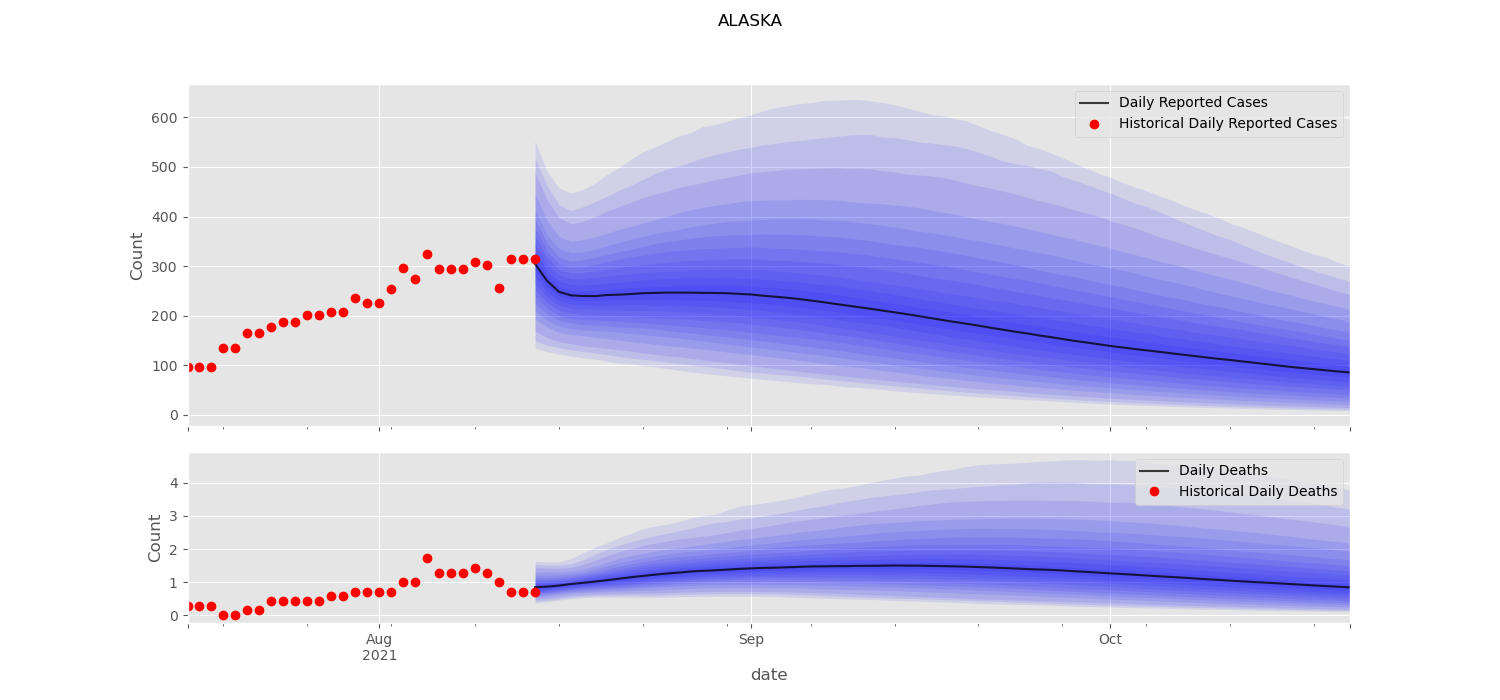 ALASKA
Daily Reported Cases
Historical Daily Reported Cases
600
500
400
300
200
100
0
Count
Daily Deaths
Historical Daily Deaths
4
3
2
1
0
Count
Aug
2021
Sep
Oct
date